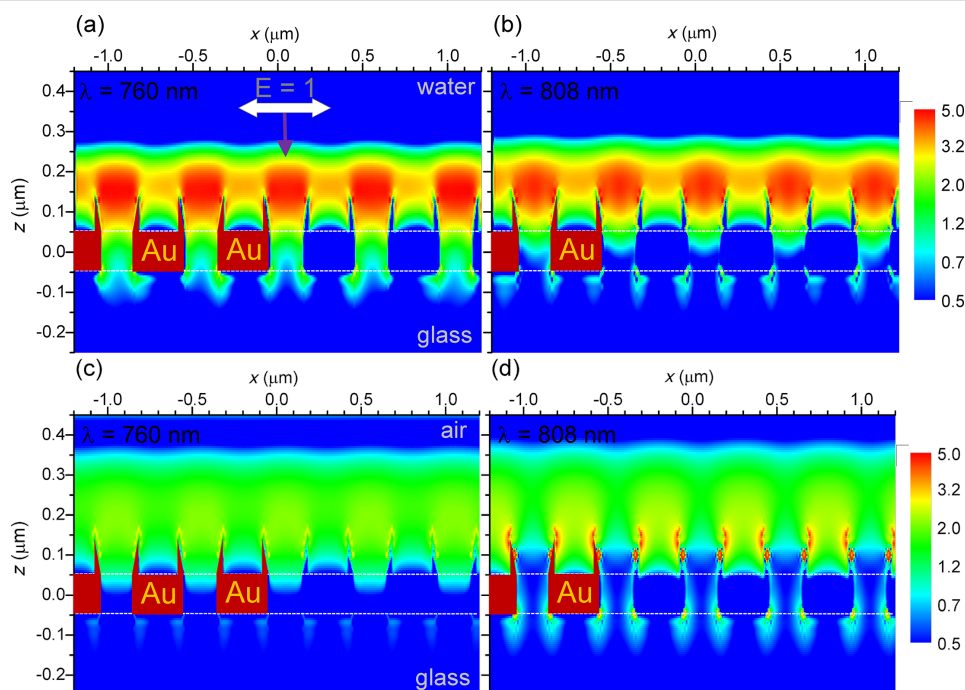 (a)
x (μm)
-1.0 -0.5 0.0 0.5 1.0
λ = 760 nm
E = 1
water
z (μm)
0.4
0.3
0.2
0.1
0.0
-0.1
-0.2
Au Au
glass
(b)
x (μm)
-1.0 -0.5 0.0 0.5 1.0
λ = 808 nm
Au
5.0
3.2
2.0
1.2
0.7
0.5
(c)
x (μm)
-1.0 -0.5 0.0 0.5 1.0
λ = 760 nm
air
z (μm)
0.4
0.3
0.2
0.1
0.0
-0.1
-0.2
Au Au
glass
(d)
x (μm)
-1.0 -0.5 0.0 0.5 1.0
λ = 808 nm
Au
5.0
3.2
2.0
1.2
0.7
0.5